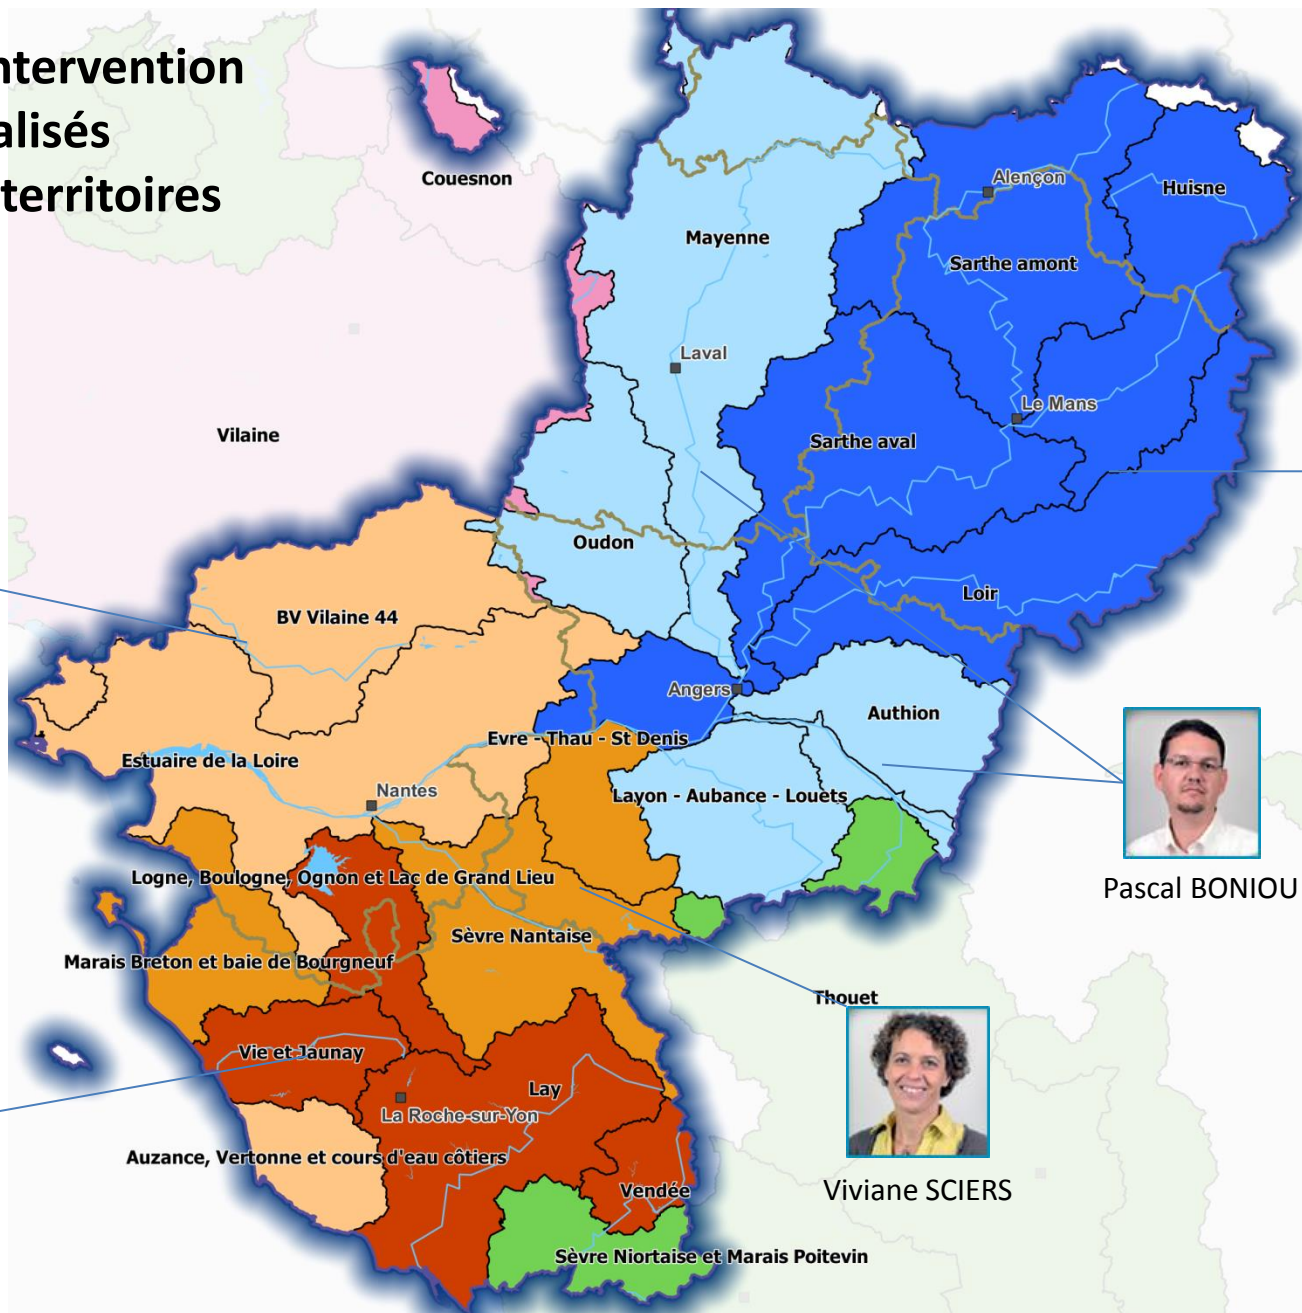 ntervention
alisés
territoires
Couesnon
Alençon
Huisne
Mayenne
Sarthe amont
Laval
Le Mans
Vilaine
Sarthe aval
Oudon
Loir
BV Vilaine 44
Angers
Authion
Evre - Thau - St Denis
Estuaire de la Loire
Nantes
Layon - Aubance - Louets
Logne, Boulogne, Ognon et Lac de Grand Lieu
Pascal BONIOU
Sèvre Nantaise
Marais Breton et baie de Bourgneuf
Thouet
Vie et Jaunay
Lay
La Roche-sur-Yon
Auzance, Vertonne et cours d'eau côtiers
Vendée
Viviane SCIERS
Sèvre Niortaise et Marais Poitevin